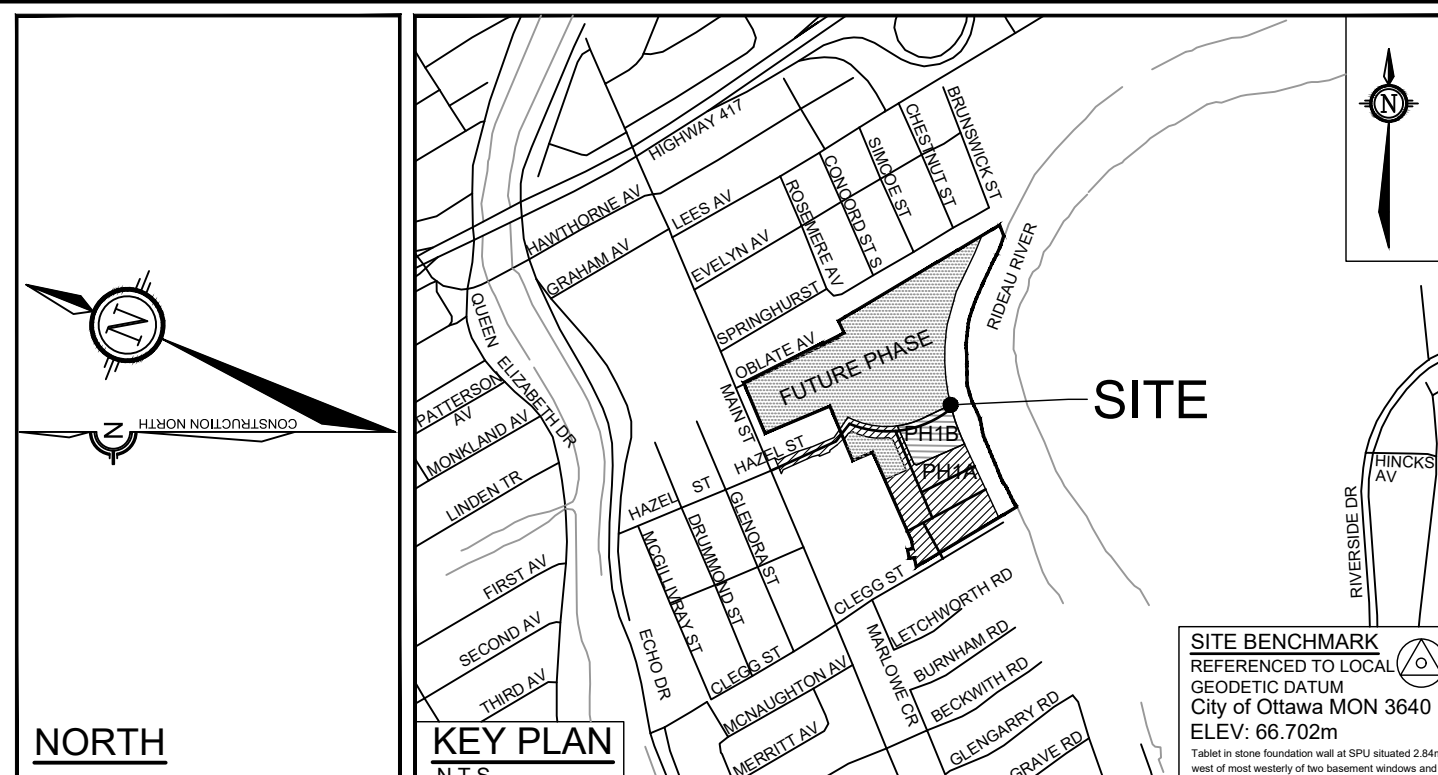 N
CONSTRUCTION NORTH
N
NORTH
HIGHWAY 417
BRUNSWICK ST
CHESTNUT ST
SIMCOE ST
CONCORD ST S
ROSEMERE AV
HAWTHORNE AV
LEES AV
GRAHAM AV
EVELYN AV
SPRINGHURST
OBLATE AV
RIDEAU RIVER
QUEEN ELIZABETH DR
FUTURE PHASE
MAIN ST
SITE
PH1B
PH1A
PATTERSON
AV
MONKLAND AV
LINDEN TR
HAZEL ST
HAZEL ST
GLENORA ST
DRUMMOND ST
MCGILLIVRAY ST
FIRST AV
SECOND AV
THIRD AV
ECHO DR
CLEGG ST
CLEGG ST
LETCHWORTH RD
BURNHAM RD
BECKWITH RD
MARLOWE CR
MCNAUGHTON AV
MERRITT AV
GLENGARRY RD
GRAVE RD
KEY PLAN
N.T.S.
N
HINCKS
AV
RIVERSIDE DR
SITE BENCHMARK
REFERENCED TO LOCAL
GEODETIC DATUM
City of Ottawa MON 3640
ELEV: 66.702m
Tablet in stone foundation wall at SPU situated 2.84m
west of most westerly of two basement windows and